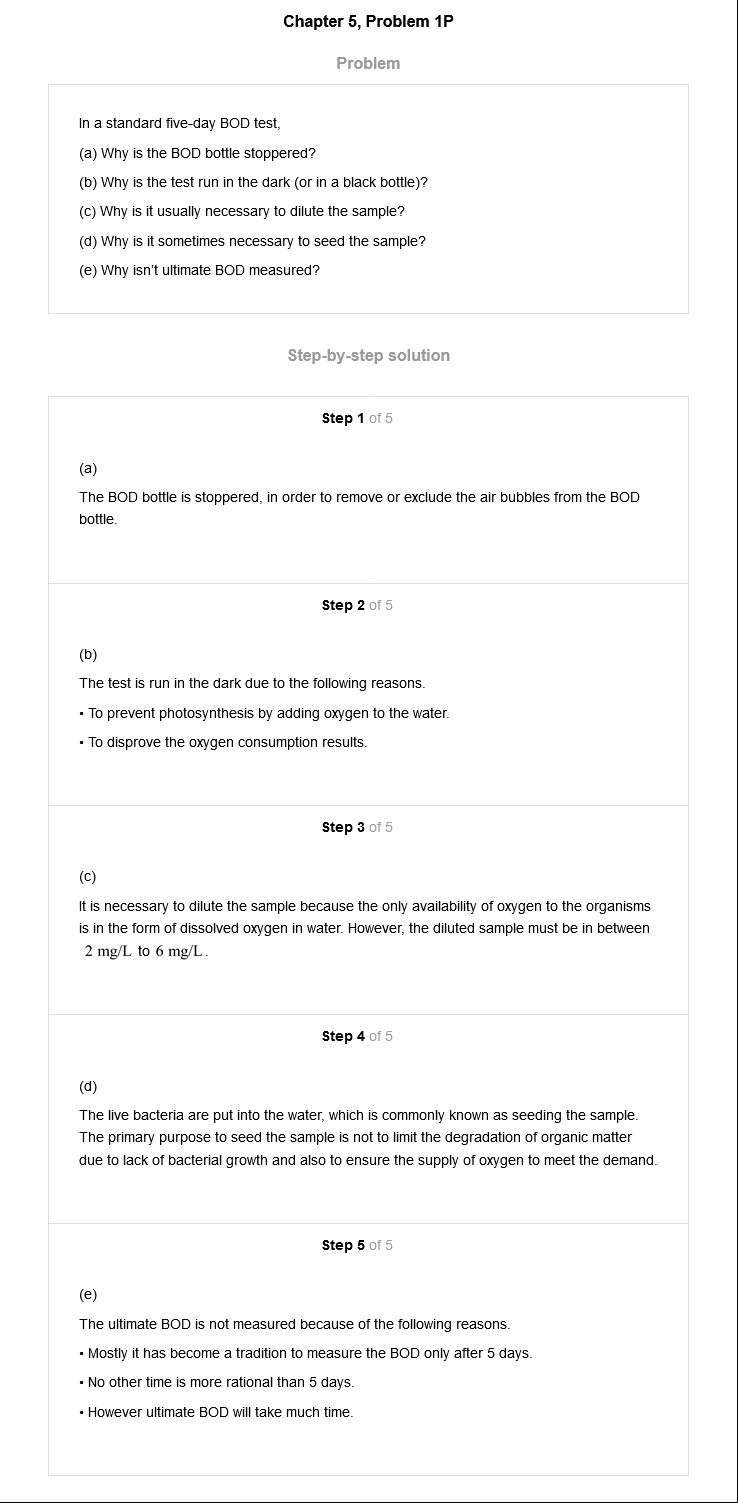 Chapter 5, Problem 1P
Problem
In a standard five-day BOD test,
(a) Why is the BOD bottle stoppered?
(b) Why is the test run in the dark (or in a black bottle)?
(c) Why is it usually necessary to dilute the sample?
(d) Why is it sometimes necessary to seed the sample?
(e) Why isn't ultimate BOD measured?
Step-by-step solution
Step 1 of 5
(a)
The BOD bottle is stoppered, in order to remove or exclude the air bubbles from the BOD
bottle.
Step 2 of 5
(b)
The test is run in the dark due to the following reasons.
• To prevent photosynthesis by adding oxygen to the water.
• To disprove the oxygen consumption results.
Step 3 of 5
(c)
It is necessary to dilute the sample because the only availability of oxygen to the organisms
is in the form of dissolved oxygen in water. However, the diluted sample must be in between
2 mg/L to 6 mg/L.
Step 4 of 5
(d)
The live bacteria are put into the water, which is commonly known as seeding the sample.
The primary purpose to seed the sample is not to limit the degradation of organic matter
due to lack of bacterial growth and also to ensure the supply of oxygen to meet the demand.
Step 5 of 5
(e)
The ultimate BOD is not measured because of the following reasons.
• Mostly it has become a tradition to measure the BOD only after 5 days.
• No other time is more rational than 5 days.
• However ultimate BOD will take much time.